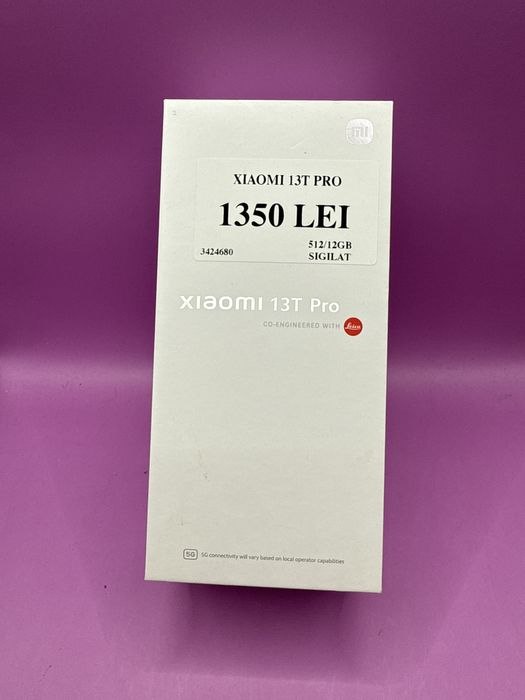 mi
XIAOMI 13T PRO
1350 LEI
512/12GB
3424680
SIGILAT
xiaomi 13T Pro
CO-ENGINEERED WITH Leica
5G 5G connectivity will vary based on local operator capabilities